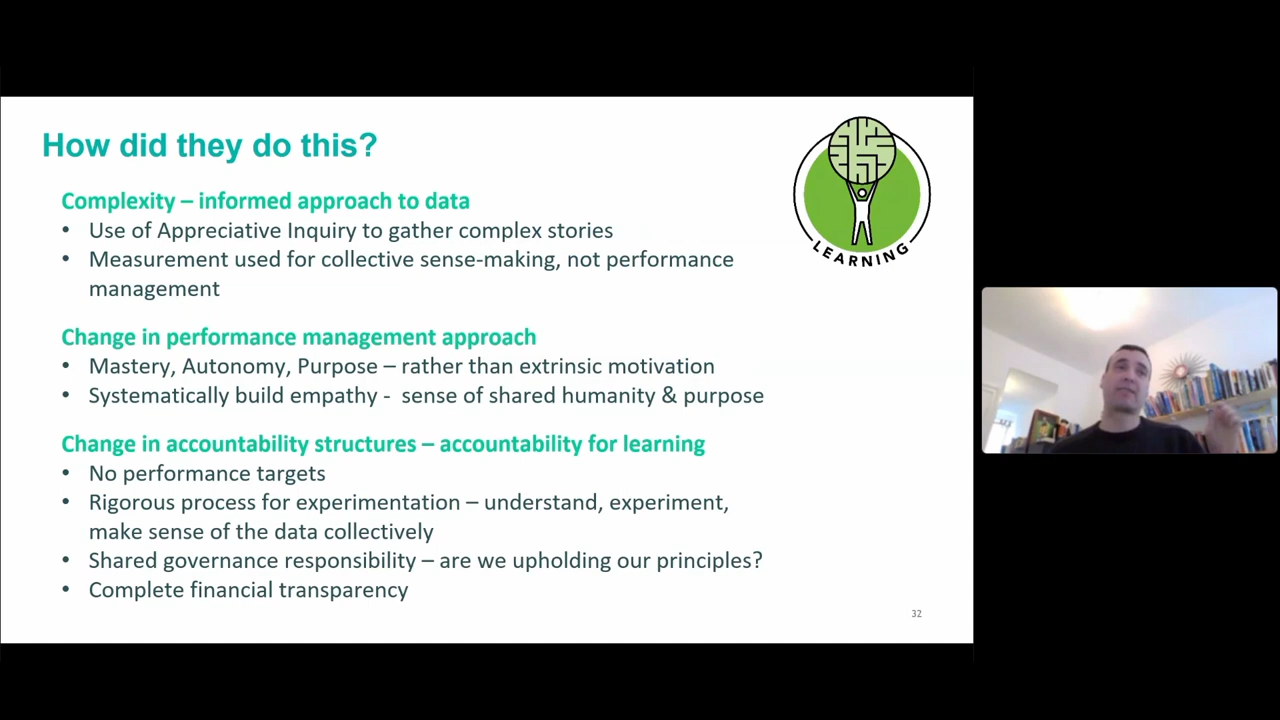 How did they do this?
Complexity – informed approach to data
• Use of Appreciative Inquiry to gather complex stories
• Measurement used for collective sense-making, not performance
management
Change in performance management approach
• Mastery, Autonomy, Purpose – rather than extrinsic motivation
• Systematically build empathy - sense of shared humanity & purpose
Change in accountability structures – accountability for learning
• No performance targets
• Rigorous process for experimentation – understand, experiment,
make sense of the data collectively
• Shared governance responsibility – are we upholding our principles?
• Complete financial transparency
LEARNING
32